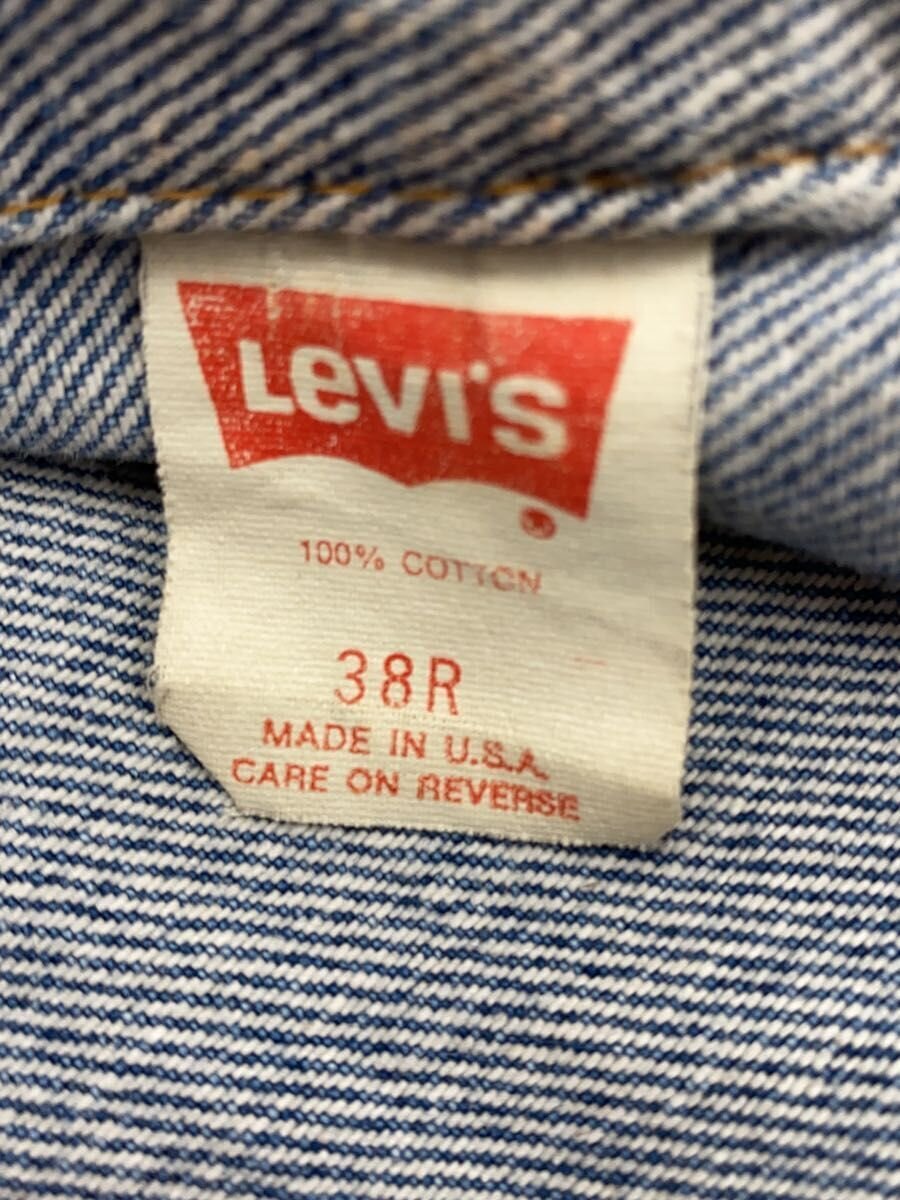 Levi's
®
100% COTTON
38R
MADE IN U.S.A.
CARE ON REVERSE